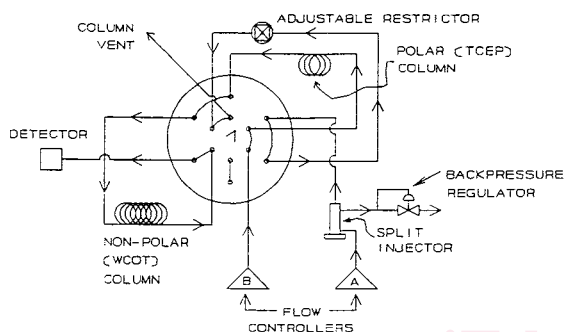 COLUMN
VENT
ADJUSTABLE RESTRICTOR
POLAR (TCEP)
COLUMN
DETECTOR
1
BACKPRESSURE
REGULATOR
NON-POLAR
(WCOT)
COLUMN
SPLIT
INJECTOR
B
A
FLOW
CONTROLLERS